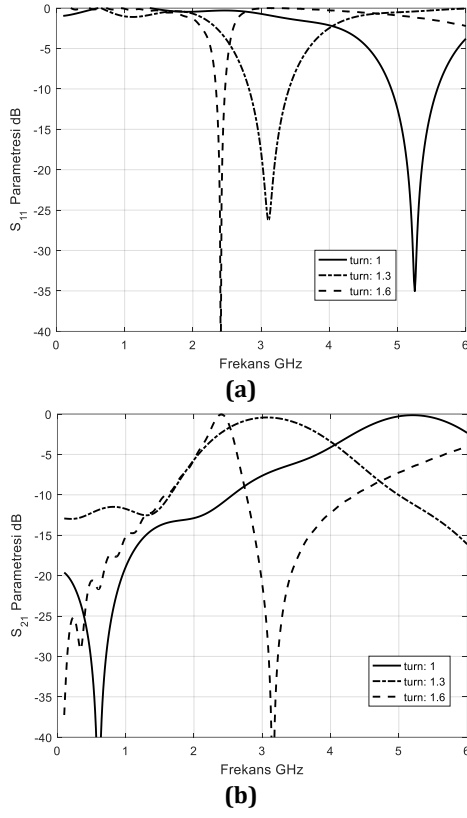 0
-5
-10
-15
-20
-25
-30
-35
-40
S11 Parametresi dB
turn: 1
turn: 1.3
turn: 1.6
0 1 2 3 4 5 6
Frekans GHz
(a)
0
-5
-10
-15
-20
-25
-30
-35
-40
S21 Parametresi dB
turn: 1
turn: 1.3
turn: 1.6
0 1 2 3 4 5 6
Frekans GHz
(b)